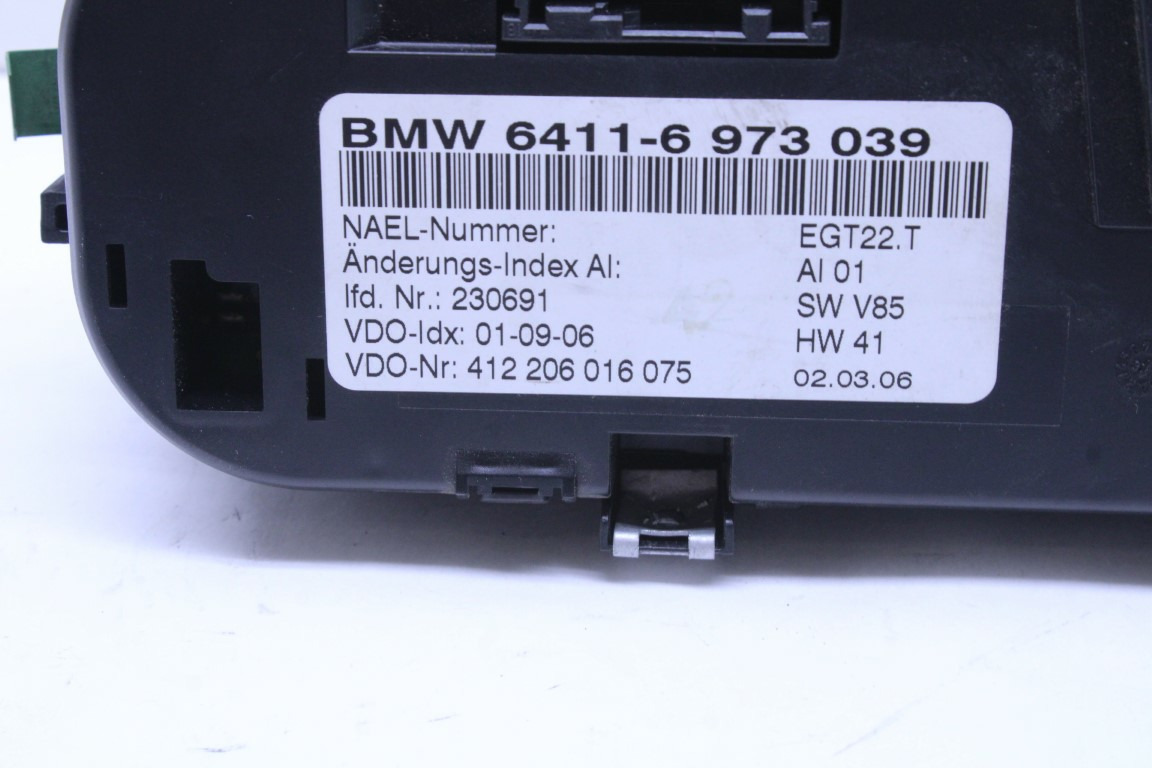 BMW 6411-6 973 039
NAEL-Nummer: EGT22.T
Änderungs-Index AI: AI 01
lfd. Nr.: 230691 SW V85
VDO-Idx: 01-09-06 HW 41
VDO-Nr: 412 206 016 075 02.03.06